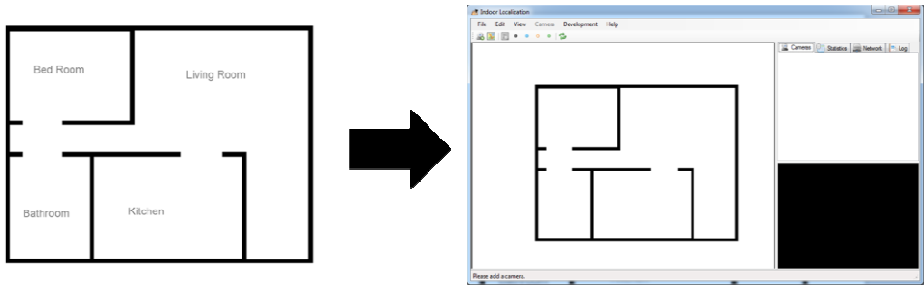 Bed Room
Living Room
Bathroom
Kitchen
Indoor Localization
File Edit View Camera Development Help
Cameras Statistics Network Log
Please add a camera.